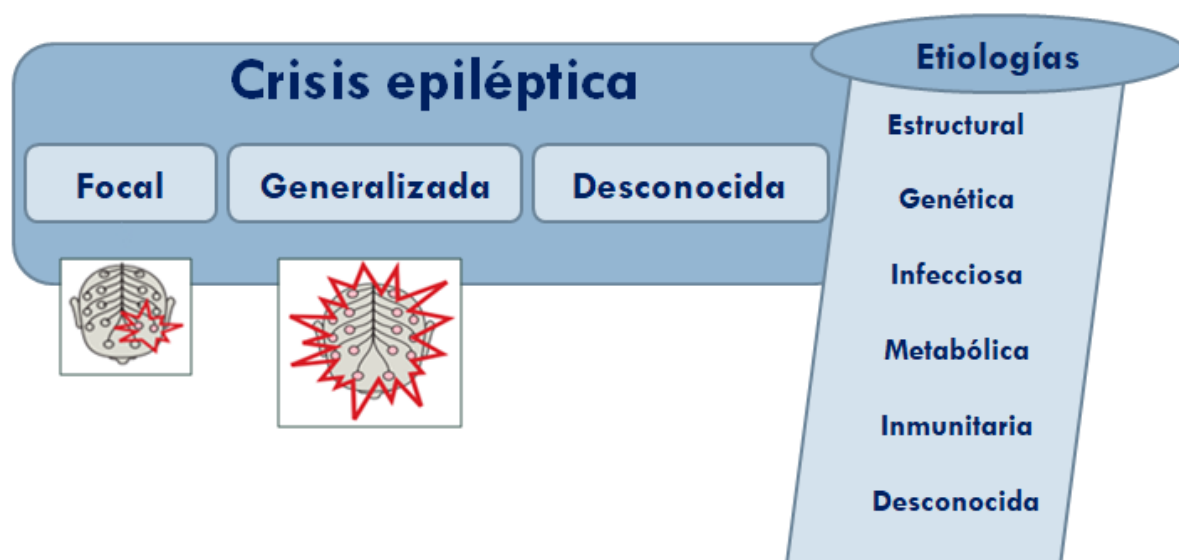 Crisis epiléptica
Focal
Generalizada
Desconocida
Etiologías
Estructural
Genética
Infecciosa
Metabólica
Inmunitaria
Desconocida